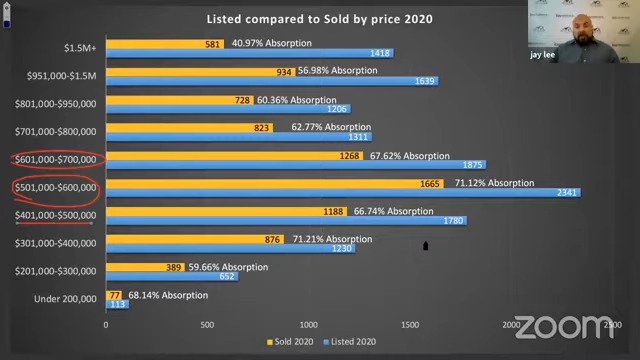 Listed compared to Sold by price 2020
jay lee
$1.5M+
581
40.97% Absorption
1418
$951,000-$1.5M
934
56.98% Absorption
1639
$801,000-$950,000
728
60.36% Absorption
1206
$701,000-$800,000
823
62.77% Absorption
1311
$601,000-$700,000
1268
67.62% Absorption
1875
$501,000-$600,000
1665
71.12% Absorption
2341
$401,000-$500,000
1188
66.74% Absorption
1780
$301,000-$400,000
876
71.21% Absorption
1230
$201,000-$300,000
389
59.66% Absorption
652
Under 200,000
77
68.14% Absorption
113
0
500
1000
1500
2000
2500
Sold 2020
Listed 2020
zoom